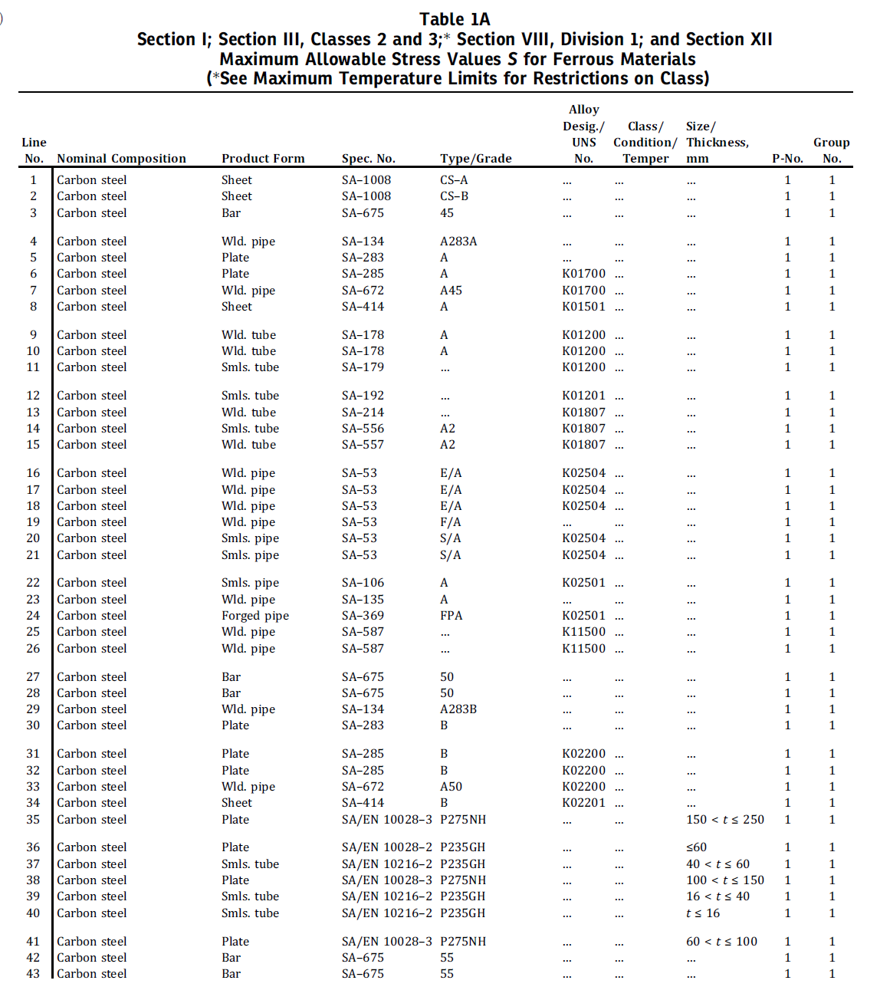 )
Table 1A
Section I; Section III, Classes 2 and 3;* Section VIII, Division 1; and Section XII
Maximum Allowable Stress Values S for Ferrous Materials
(*See Maximum Temperature Limits for Restrictions on Class)
Line No. Nominal Composition Product Form Spec. No. Type/Grade Alloy Desig./ UNS No. Class/ Condition/ Temper Size/ Thickness, mm P-No. Group No.
1 Carbon steel Sheet SA–1008 CS–A ... ... ... 1 1
2 Carbon steel Sheet SA–1008 CS–B ... ... ... 1 1
3 Carbon steel Bar SA–675 45 ... ... ... 1 1
4 Carbon steel Wld. pipe SA–134 A283A ... ... ... 1 1
5 Carbon steel Plate SA–283 A ... ... ... 1 1
6 Carbon steel Plate SA–285 A K01700 ... ... 1 1
7 Carbon steel Wld. pipe SA–672 A45 K01700 ... ... 1 1
8 Carbon steel Sheet SA–414 A K01501 ... ... 1 1
9 Carbon steel Wld. tube SA–178 A K01200 ... ... 1 1
10 Carbon steel Wld. tube SA–178 A K01200 ... ... 1 1
11 Carbon steel Smls. tube SA–179 ... K01200 ... ... 1 1
12 Carbon steel Smls. tube SA–192 ... K01201 ... ... 1 1
13 Carbon steel Wld. tube SA–214 ... K01807 ... ... 1 1
14 Carbon steel Smls. tube SA–556 A2 K01807 ... ... 1 1
15 Carbon steel Wld. tube SA–557 A2 K01807 ... ... 1 1
16 Carbon steel Wld. pipe SA–53 E/A K02504 ... ... 1 1
17 Carbon steel Wld. pipe SA–53 E/A K02504 ... ... 1 1
18 Carbon steel Wld. pipe SA–53 E/A K02504 ... ... 1 1
19 Carbon steel Wld. pipe SA–53 F/A ... ... ... 1 1
20 Carbon steel Smls. pipe SA–53 S/A K02504 ... ... 1 1
21 Carbon steel Smls. pipe SA–53 S/A K02504 ... ... 1 1
22 Carbon steel Smls. pipe SA–106 A K02501 ... ... 1 1
23 Carbon steel Wld. pipe SA–135 A ... ... ... 1 1
24 Carbon steel Forged pipe SA–369 FPA K02501 ... ... 1 1
25 Carbon steel Wld. pipe SA–587 ... K11500 ... ... 1 1
26 Carbon steel Wld. pipe SA–587 ... K11500 ... ... 1 1
27 Carbon steel Bar SA–675 50 ... ... ... 1 1
28 Carbon steel Bar SA–675 50 ... ... ... 1 1
29 Carbon steel Wld. pipe SA–134 A283B ... ... ... 1 1
30 Carbon steel Plate SA–283 B ... ... ... 1 1
31 Carbon steel Plate SA–285 B K02200 ... ... 1 1
32 Carbon steel Plate SA–285 B K02200 ... ... 1 1
33 Carbon steel Wld. pipe SA–672 A50 K02200 ... ... 1 1
34 Carbon steel Sheet SA–414 B K02201 ... ... 1 1
35 Carbon steel Plate SA/EN 10028–3 P275NH ... ... 150 < t ≤ 250 1 1
36 Carbon steel Plate SA/EN 10028–2 P235GH ... ... ≤60 1 1
37 Carbon steel Smls. tube SA/EN 10216–2 P235GH ... ... 40 < t ≤ 60 1 1
38 Carbon steel Plate SA/EN 10028–3 P275NH ... ... 100 < t ≤ 150 1 1
39 Carbon steel Smls. tube SA/EN 10216–2 P235GH ... ... 16 < t ≤ 40 1 1
40 Carbon steel Smls. tube SA/EN 10216–2 P235GH ... ... t ≤ 16 1 1
41 Carbon steel Plate SA/EN 10028–3 P275NH ... ... 60 < t ≤ 100 1 1
42 Carbon steel Bar SA–675 55 ... ... ... 1 1
43 Carbon steel Bar SA–675 55 ... ... ... 1 1